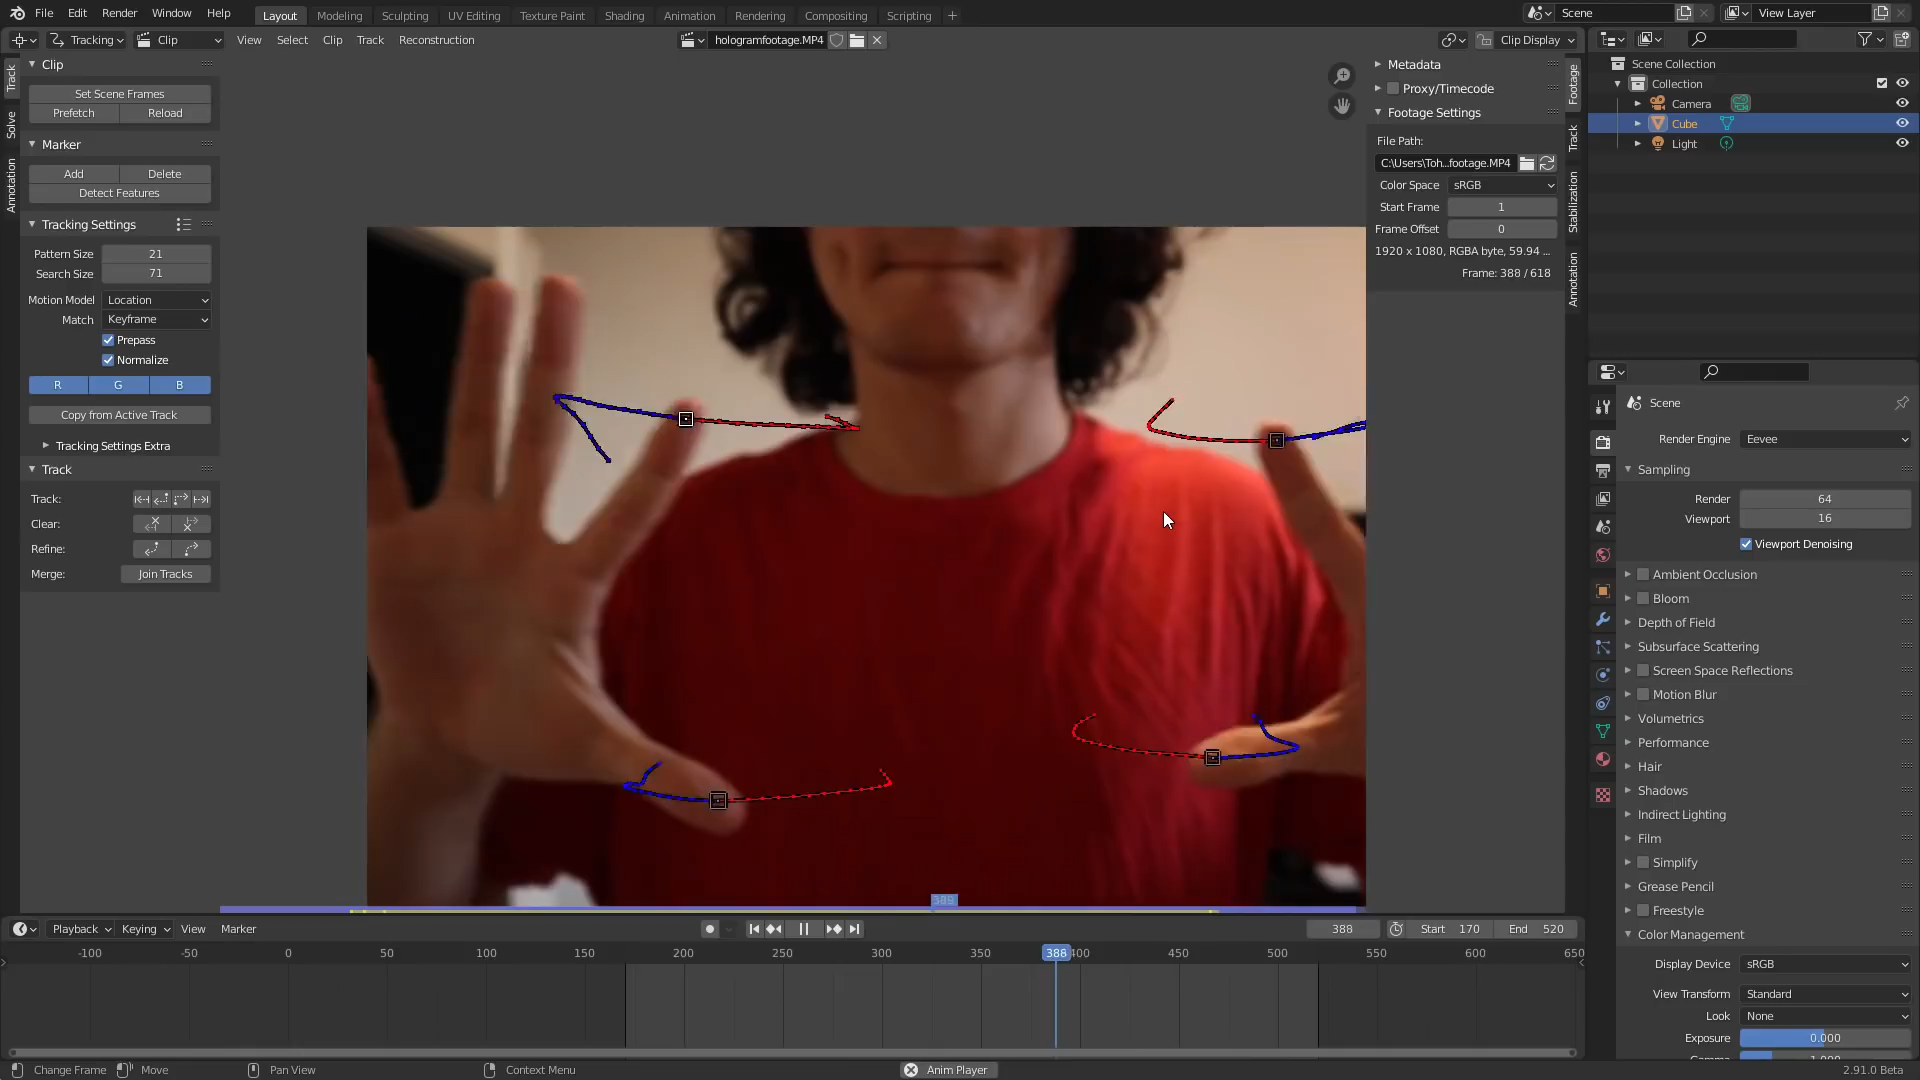 File Edit Render Window Help Layout Modeling Sculpting UV Editing Texture Paint Shading Animation Rendering Compositing Scripting + Scene View Layer
Tracking Clip View Select Clip Track Reconstruction hologramfootage.MP4 Clip Display
Track
Solve
Annotation
Clip
Set Scene Frames
Prefetch Reload
Marker
Add Delete
Detect Features
Tracking Settings
Pattern Size 21
Search Size 71
Motion Model Location
Match Keyframe
Prepass
Normalize
R G B
Copy from Active Track
Tracking Settings Extra
Track
Track:
Clear:
Refine:
Merge: Join Tracks
Metadata
Proxy/Timecode
Footage Settings
File Path:
C:\Users\Toh...footage.MP4
Color Space sRGB
Start Frame 1
Frame Offset 0
1920 x 1080, RGBA byte, 59.94 ...
Frame: 388 / 618
Footage
Track
Stabilization
Annotation
Scene Collection
Collection
Camera
Cube
Light
Scene
Render Engine Eevee
Sampling
Render 64
Viewport 16
Viewport Denoising
Ambient Occlusion
Bloom
Depth of Field
Subsurface Scattering
Screen Space Reflections
Motion Blur
Volumetrics
Performance
Hair
Shadows
Indirect Lighting
Film
Simplify
Grease Pencil
Freestyle
Color Management
Display Device sRGB
View Transform Standard
Look None
Exposure 0.000
389
Playback Keying View Marker 388 Start 170 End 520
-100 -50 0 50 100 150 200 250 300 350 388 400 450 500 550 600 650
Change Frame Move Pan View Context Menu Anim Player 2.91.0 Beta